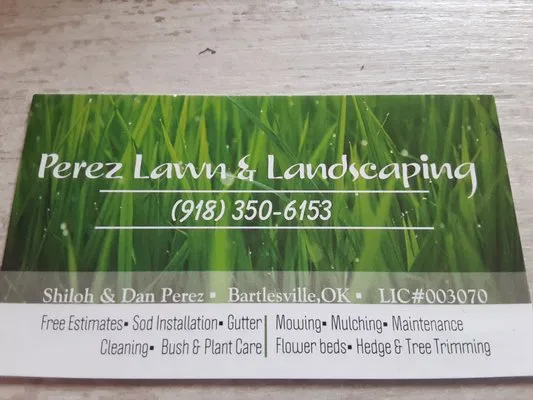 Perez Lawn & Landscaping
(918) 350-6153
Shiloh & Dan Perez ▪ Bartlesville,OK ▪ LIC#003070
Free Estimates▪ Sod Installation▪ Gutter
Cleaning▪ Bush & Plant Care
Mowing▪ Mulching▪ Maintenance
Flower beds▪ Hedge & Tree Trimming